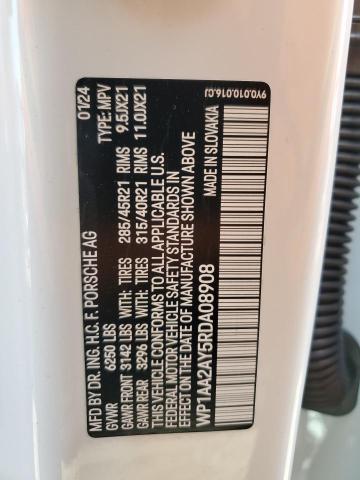 MFD BY DR. ING. H.C. F. PORSCHE AG 01/24
GVWR 6250 LBS TYPE: MPV
GAWR FRONT 3142 LBS WITH: TIRES 285/45R21 RIMS 9.5JX21
GAWR REAR 3296 LBS WITH: TIRES 315/40R21 RIMS 11.0JX21
THIS VEHICLE CONFORMS TO ALL APPLICABLE U.S.
FEDERAL MOTOR VEHICLE SAFETY STANDARDS IN
EFFECT ON THE DATE OF MANUFACTURE SHOWN ABOVE
WP1AA2AY5RDA08908 MADE IN SLOVAKIA
9Y0.010.016.CJ